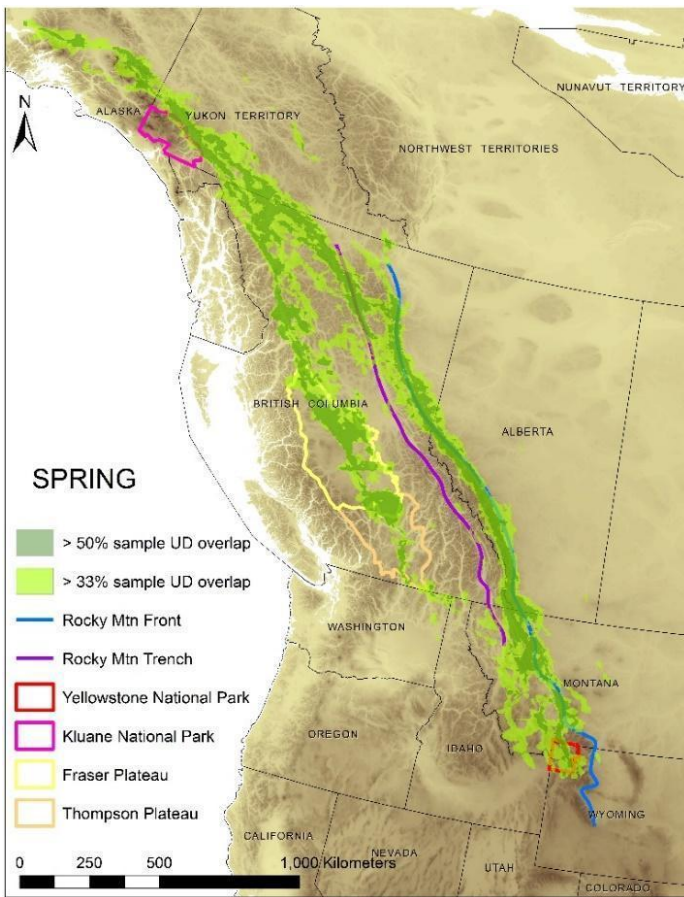 NUNAVUT TERRITORY
N
ALASKA
YUKON TERRITORY
NORTHWEST TERRITORIES
BRITISH COLUMBIA
ALBERTA
SPRING
> 50% sample UD overlap
> 33% sample UD overlap
Rocky Mtn Front
WASHINGTON
Rocky Mtn Trench
MONTANA
Yellowstone National Park
OREGON
IDAHO
Kluane National Park
Fraser Plateau
WYOMING
Thompson Plateau
CALIFORNIA
NEVADA
UTAH
COLORADO
0 250 500 1,000 Kilometers